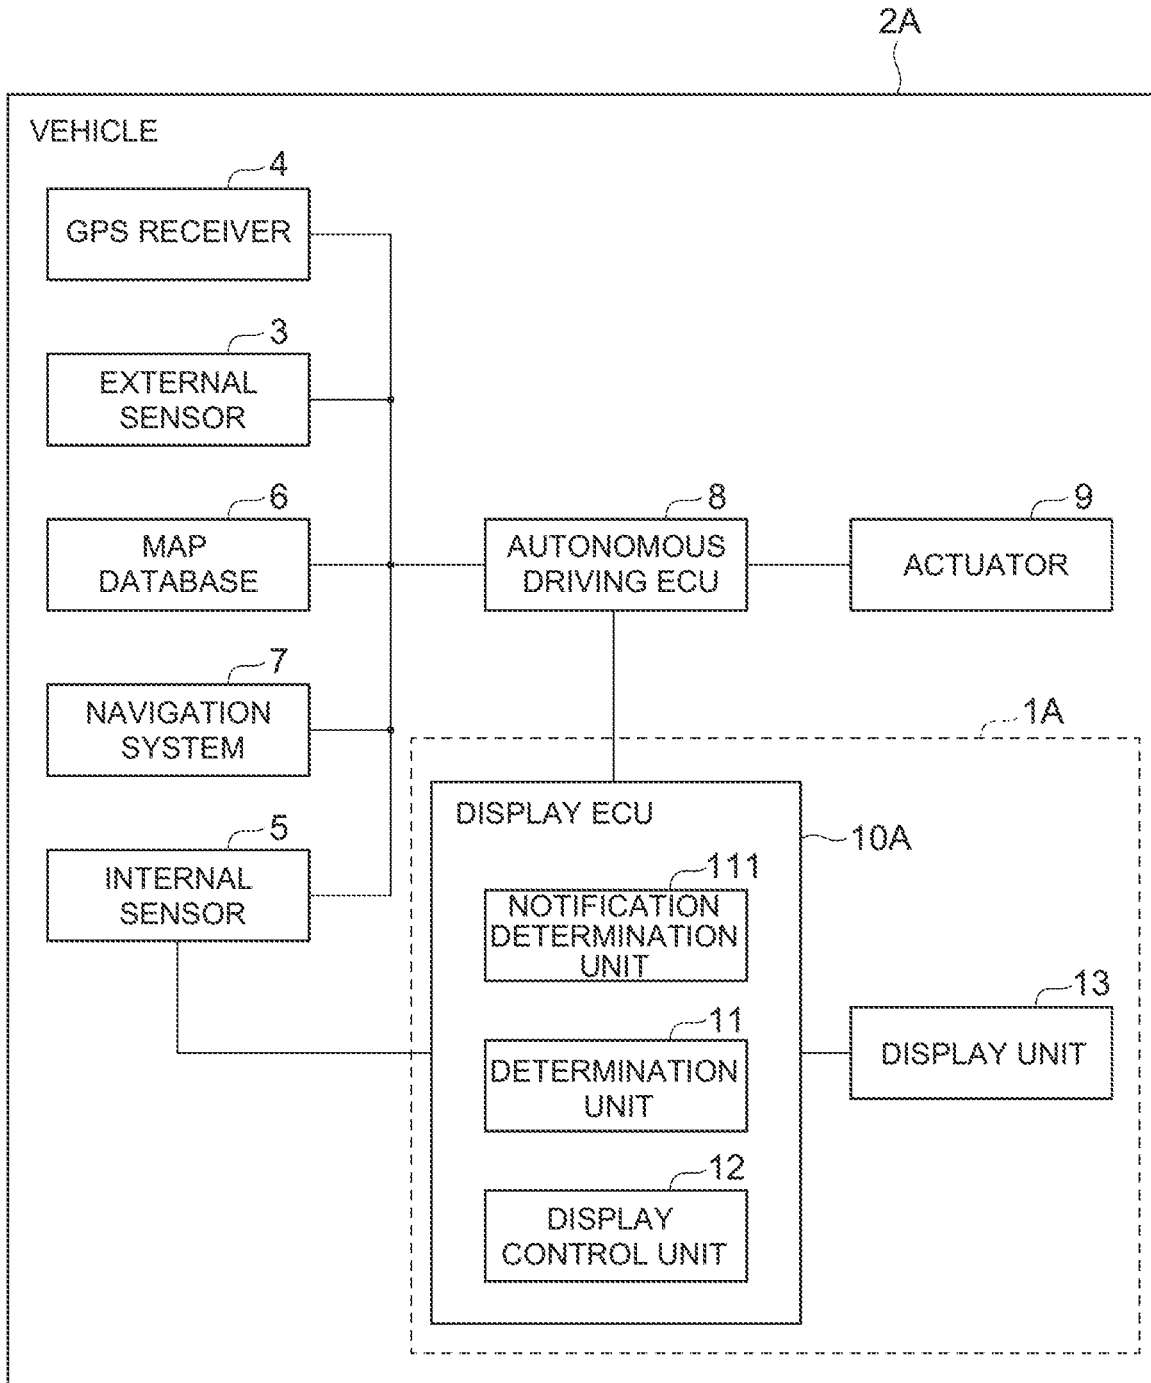 2A
VEHICLE
4
GPS RECEIVER
3
EXTERNAL
SENSOR
6
MAP
DATABASE
8
AUTONOMOUS
DRIVING ECU
9
ACTUATOR
7
NAVIGATION
SYSTEM
1A
5
INTERNAL
SENSOR
DISPLAY ECU
10A
111
NOTIFICATION
DETERMINATION
UNIT
11
DETERMINATION
UNIT
13
DISPLAY UNIT
12
DISPLAY
CONTROL UNIT